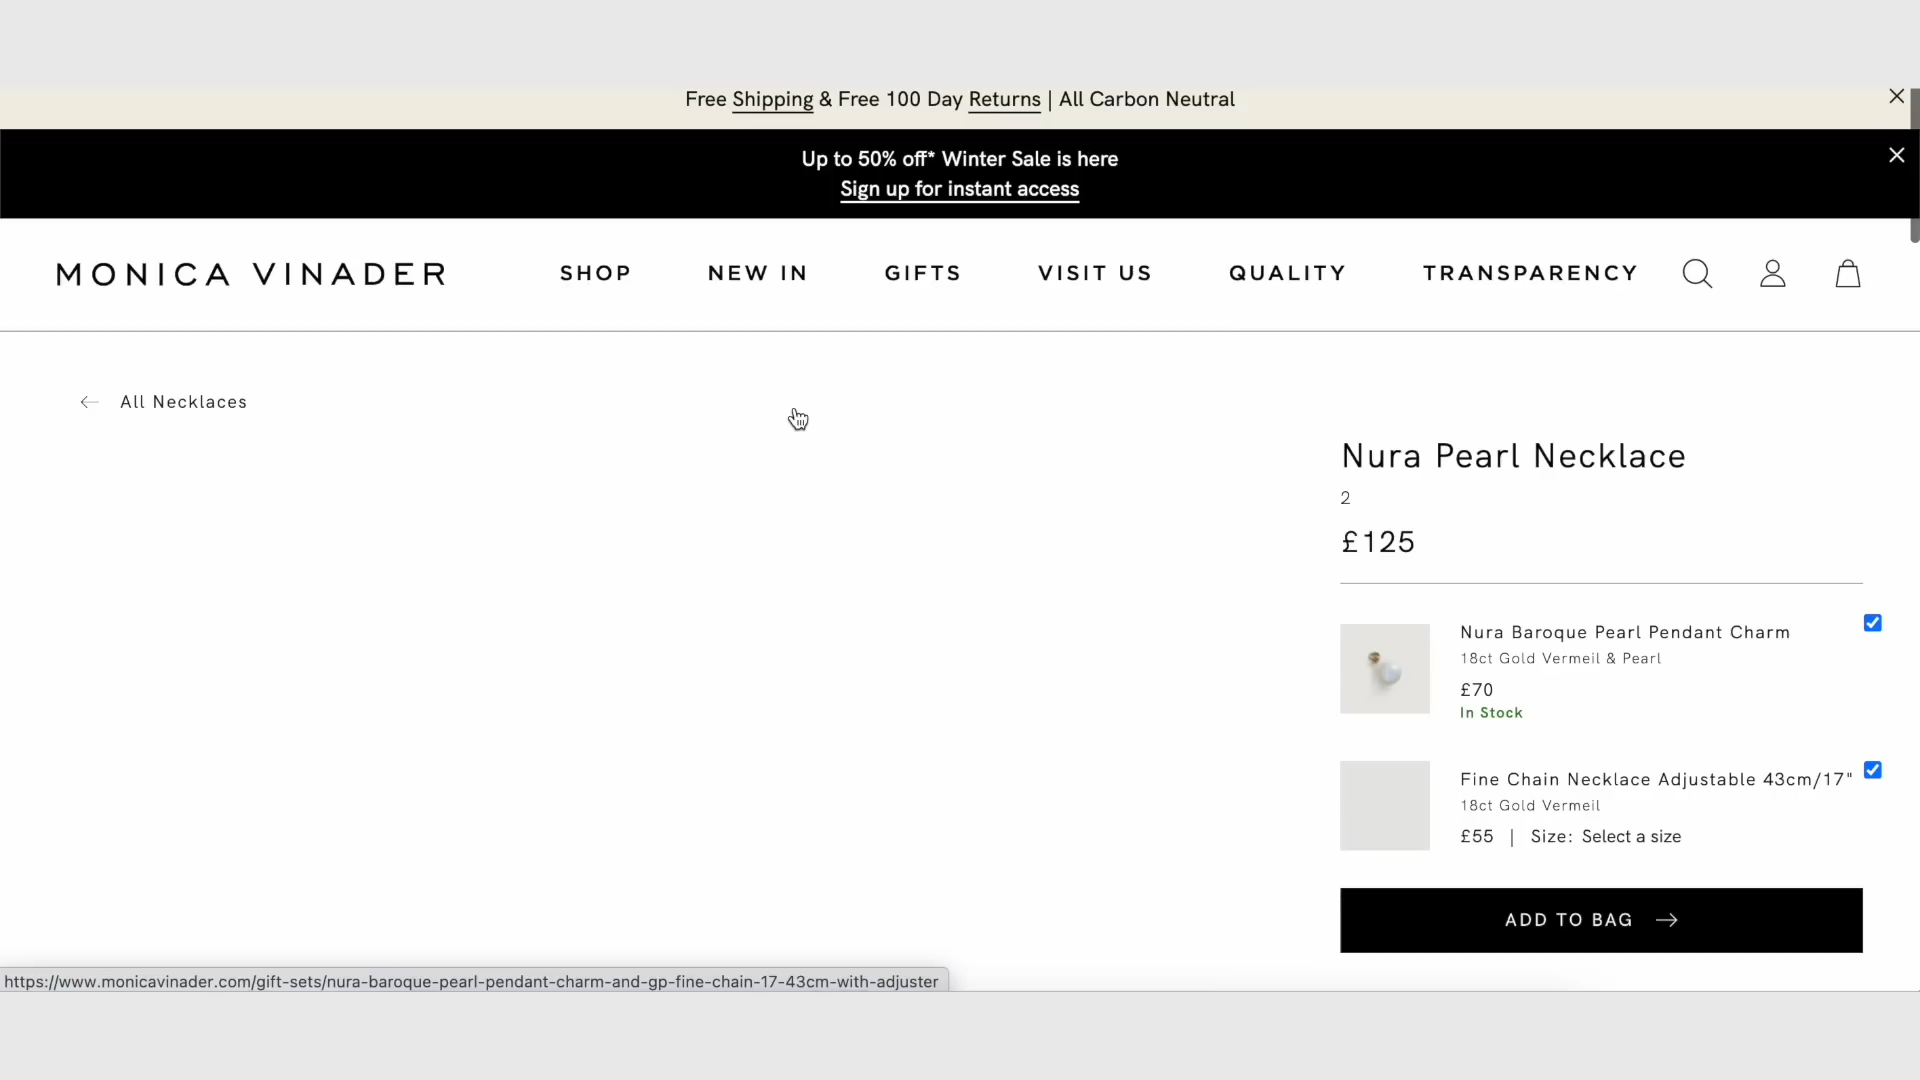 Free Shipping & Free 100 Day Returns | All Carbon Neutral
Up to 50% off* Winter Sale is here
Sign up for instant access
MONICA VINADER
SHOP
NEW IN
GIFTS
VISIT US
QUALITY
TRANSPARENCY
All Necklaces
Nura Pearl Necklace
2
£125
Nura Baroque Pearl Pendant Charm
18ct Gold Vermeil & Pearl
£70
In Stock
Fine Chain Necklace Adjustable 43cm/17"
18ct Gold Vermeil
£55 | Size: Select a size
ADD TO BAG
https://www.monicavinader.com/gift-sets/nura-baroque-pearl-pendant-charm-and-gp-fine-chain-17-43cm-with-adjuster